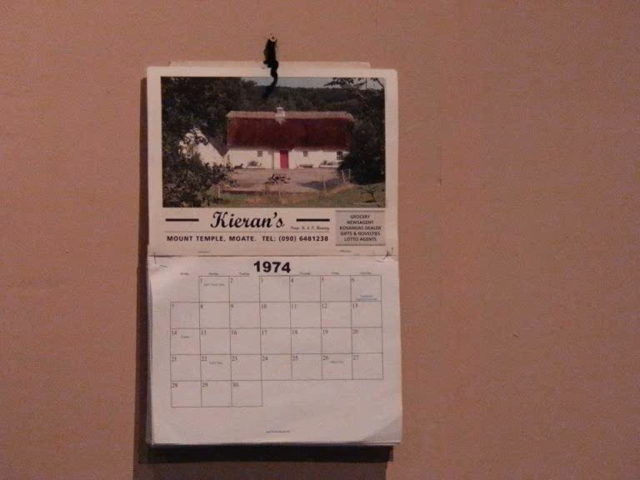 Kieran's
MOUNT TEMPLE, MOATE. TEL: (090) 6481238
GROCERY
NEWSAGENT
BOSANGAS DEALER
GIFTS & NOVELTIES
LOTTO AGENTS
1974
1 2 3 4 5 6
7 8 9 10 11 12 13
14 15 16 17 18 19 20
21 22 23 24 25 26 27
28 29 30